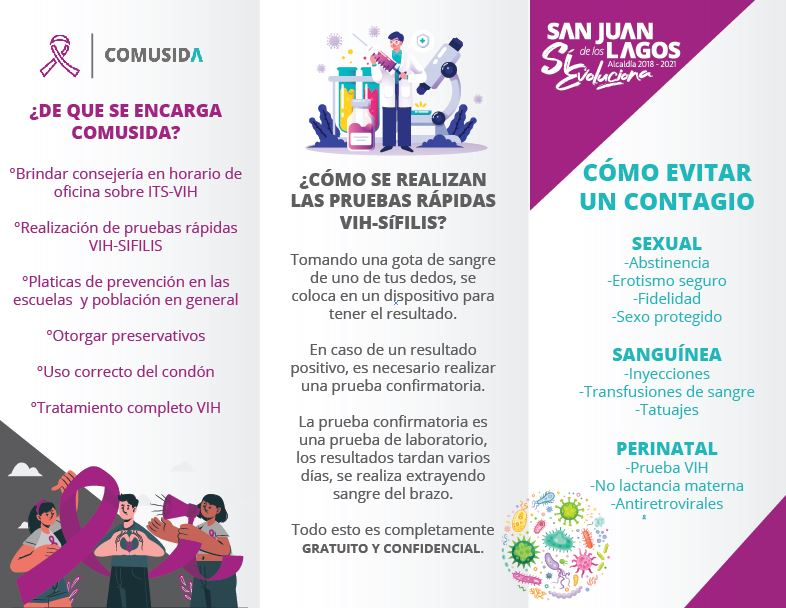 COMUSIDA
¿DE QUE SE ENCARGA
COMUSIDA?
°Brindar consejería en horario de
oficina sobre ITS-VIH
°Realización de pruebas rápidas
VIH-SIFILIS
°Platicas de prevención en las
escuelas y población en general
°Otorgar preservativos
°Uso correcto del condón
°Tratamiento completo VIH
¿CÓMO SE REALIZAN
LAS PRUEBAS RÁPIDAS
VIH-SíFILIS?
Tomando una gota de sangre
de uno de tus dedos, se
coloca en un dispositivo para
tener el resultado.
En caso de un resultado
positivo, es necesario realizar
una prueba confirmatoria.
La prueba confirmatoria es
una prueba de laboratorio,
los resultados tardan varios
días, se realiza extrayendo
sangre del brazo.
Todo esto es completamente
GRATUITO Y CONFIDENCIAL.
SAN JUAN
de los LAGOS
Alcaldía 2018 - 2021
Sí Evoluciona
CÓMO EVITAR
UN CONTAGIO
SEXUAL
-Abstinencia
-Erotismo seguro
-Fidelidad
-Sexo protegido
SANGUÍNEA
-Inyecciones
-Transfusiones de sangre
-Tatuajes
PERINATAL
-Prueba VIH
-No lactancia materna
-Antiretrovirales